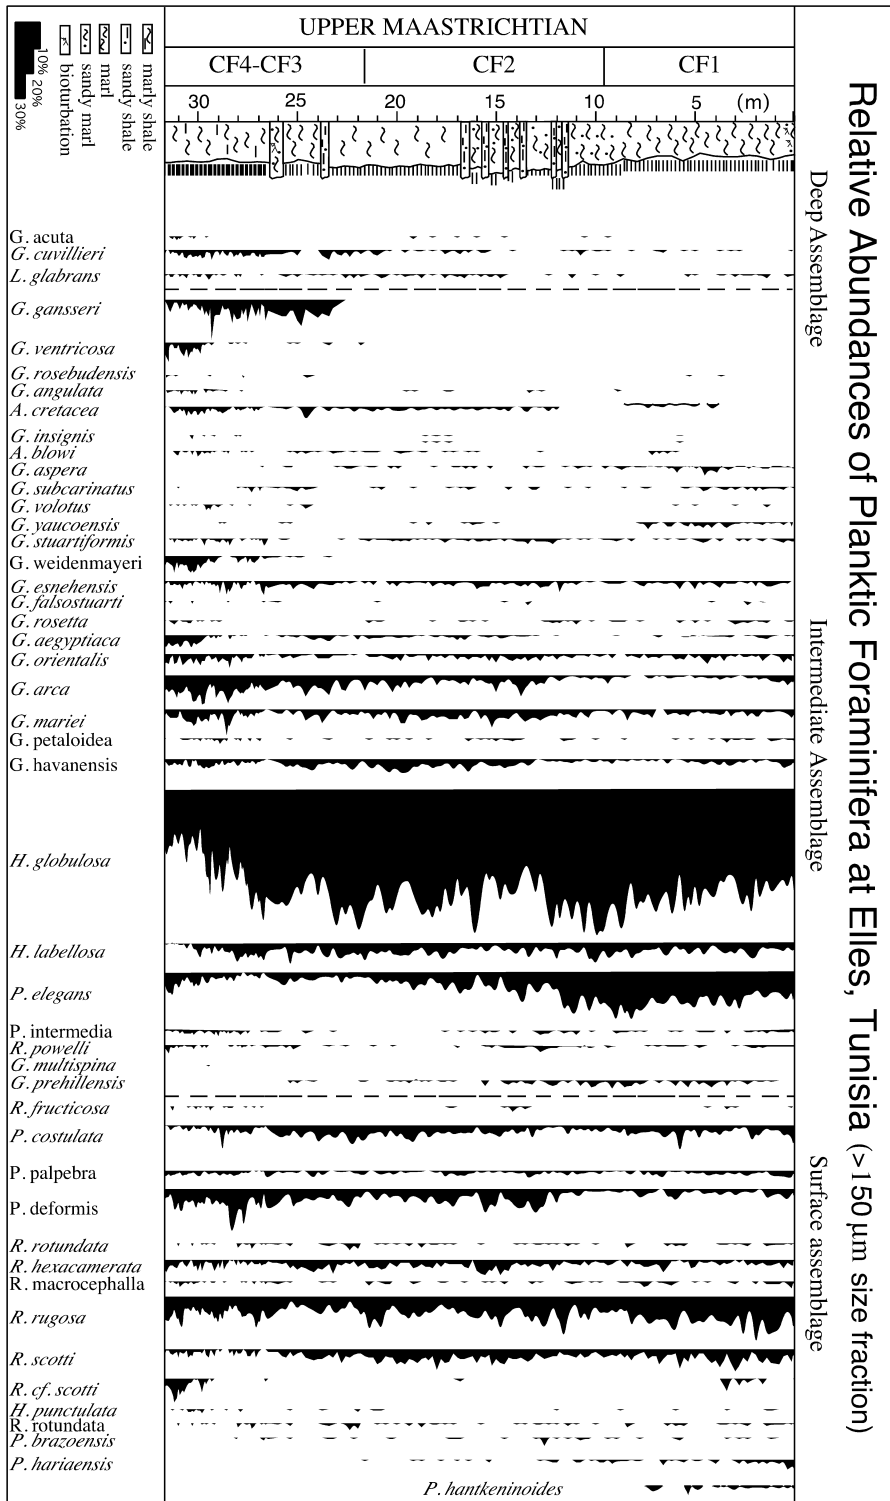 Relative Abundances of Planktic Foraminifera at Elles, Tunisia (>150 µm size fraction)
UPPER MAASTRICHTIAN
CF4-CF3
CF2
CF1
30
25
20
15
10
5
(m)
marly shale
sandy shale
marl
sandy marl
bioturbation
10%
20%
30%
Deep Assemblage
Intermediate Assemblage
Surface assemblage
G. acuta
G. cuvillieri
L. glabrans
G. gansseri
G. ventricosa
G. rosebudensis
G. angulata
A. cretacea
G. insignis
A. blowi
G. aspera
G. subcarinatus
G. volotus
G. yaucoensis
G. stuartiformis
G. weidenmayeri
G. esnehensis
G. falsostuarti
G. rosetta
G. aegyptiaca
G. orientalis
G. arca
G. mariei
G. petaloidea
G. havanensis
H. globulosa
H. labellosa
P. elegans
P. intermedia
R. powelli
G. multispina
G. prehillensis
R. fructicosa
P. costulata
P. palpebra
P. deformis
R. rotundata
R. hexacamerata
R. macrocephalla
R. rugosa
R. scotti
R. cf. scotti
H. punctulata
R. rotundata
P. brazoensis
P. hariaensis
P. hantkeninoides